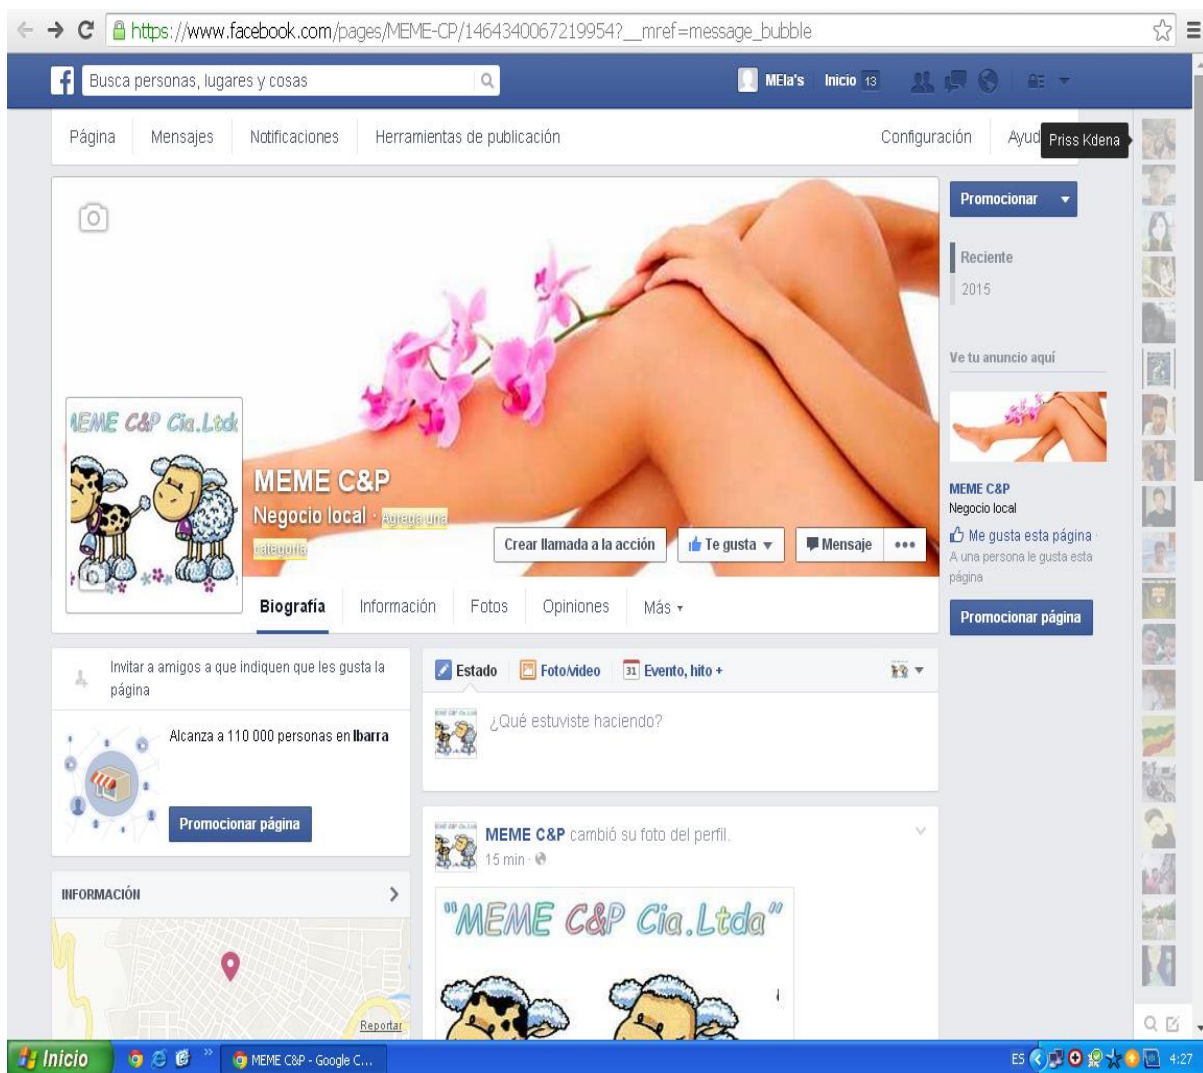 https://www.facebook.com/pages/MEME-CP/1464340067219954?__mref=message_bubble
Busca personas, lugares y cosas
MEla's Inicio 13
Página Mensajes Notificaciones Herramientas de publicación Configuración Ayud
Priss Kdena
Promocionar
Reciente
2015
Ve tu anuncio aquí
MEME C&P
Negocio local
Me gusta esta página ·
A una persona le gusta esta
página
Promocionar página
MEME C&P Cia.Ltd
MEME C&P
Negocio local · Agrega una
categoría
Crear llamada a la acción Te gusta Mensaje •••
Biografía Información Fotos Opiniones Más
Invitar a amigos a que indiquen que les gusta la
página
Alcanza a 110 000 personas en Ibarra
Promocionar página
INFORMACIÓN
Reportar
Estado Foto/video 31 Evento, hito +
¿Qué estuviste haciendo?
MEME C&P cambió su foto del perfil.
15 min ·
"MEME C&P Cia.Ltda"
Inicio MEME C&P - Google C... ES 4:27